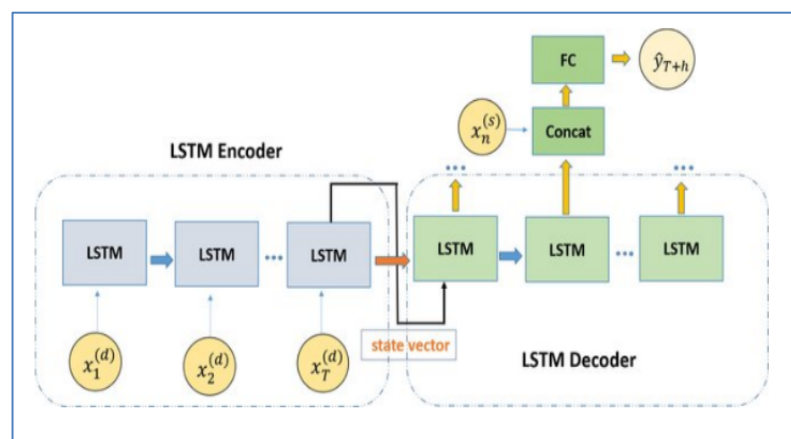 FC
ŷ_{T+h}
x_n^{(s)}
Concat
LSTM Encoder
...
...
LSTM
LSTM
...
LSTM
LSTM
LSTM
...
LSTM
x_1^{(d)}
x_2^{(d)}
x_T^{(d)}
state vector
LSTM Decoder